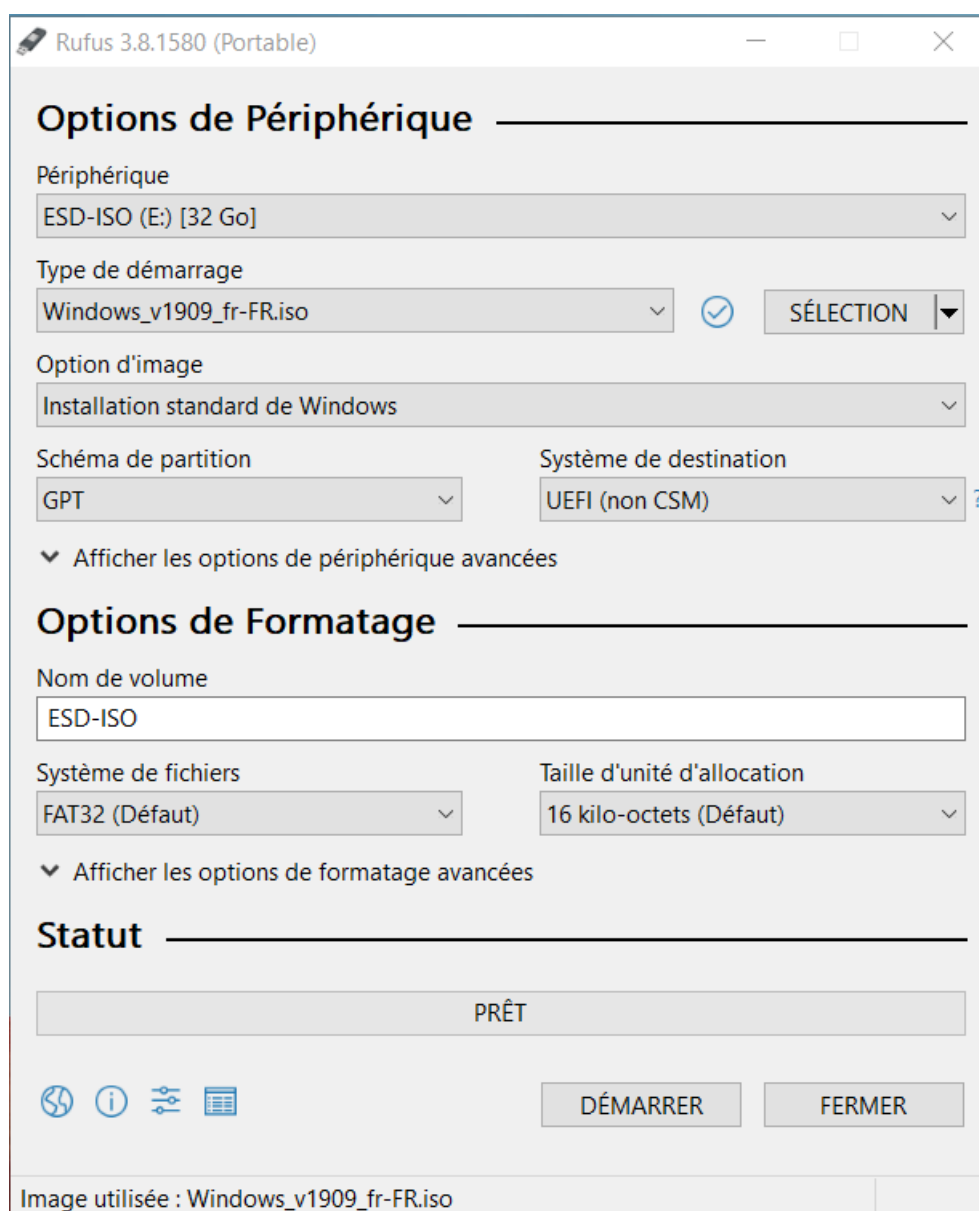 Rufus 3.8.1580 (Portable)
Options de Périphérique
Périphérique
ESD-ISO (E:) [32 Go]
Type de démarrage
Windows_v1909_fr-FR.iso
SÉLECTION
Option d'image
Installation standard de Windows
Schéma de partition
Système de destination
GPT
UEFI (non CSM)
?
Afficher les options de périphérique avancées
Options de Formatage
Nom de volume
ESD-ISO
Système de fichiers
Taille d'unité d'allocation
FAT32 (Défaut)
16 kilo-octets (Défaut)
Afficher les options de formatage avancées
Statut
PRÊT
DÉMARRER
FERMER
Image utilisée : Windows_v1909_fr-FR.iso